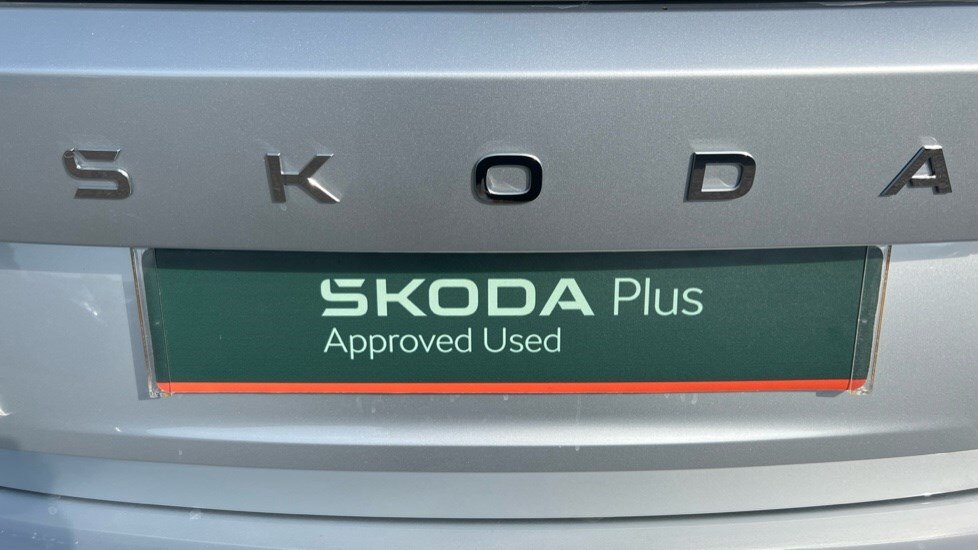 SKODA
ŠKODA Plus
Approved Used